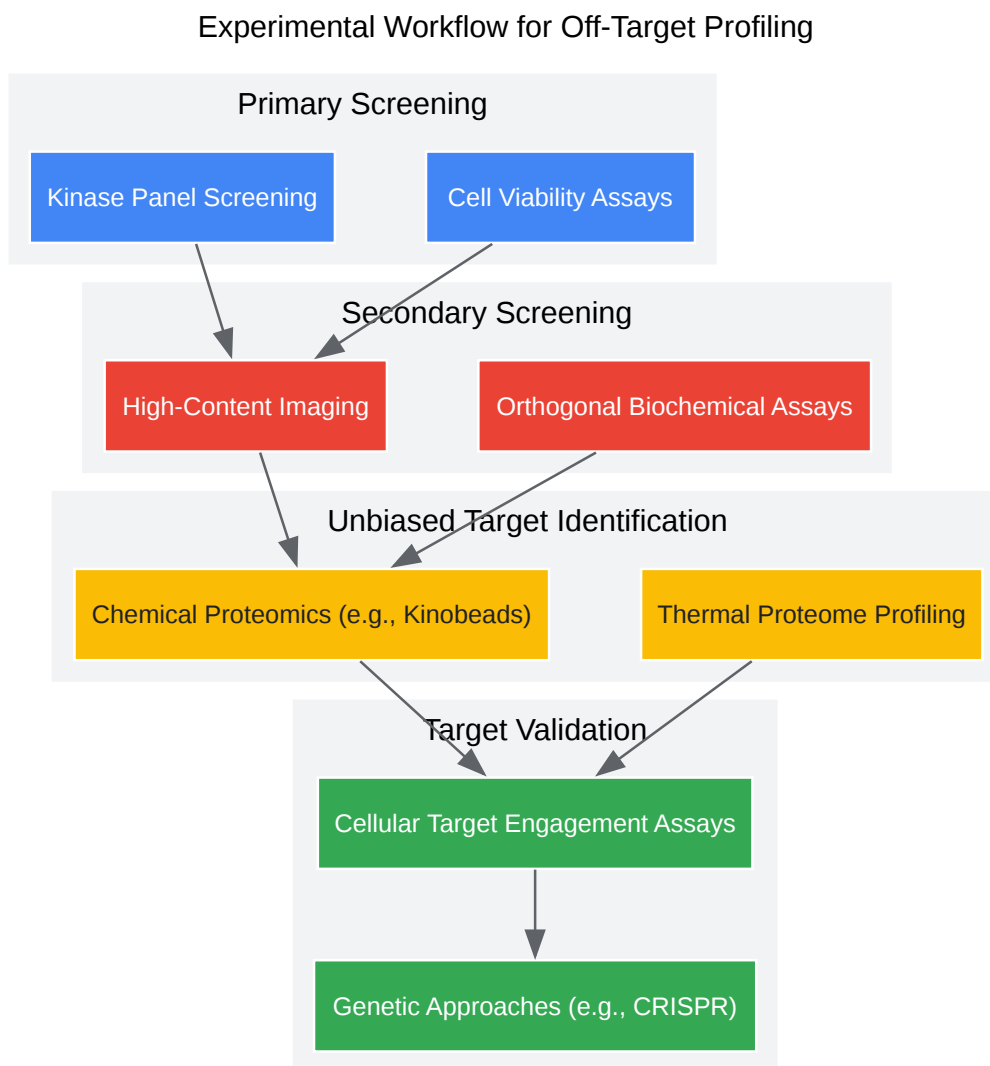 Experimental Workflow for Off-Target Profiling
Primary Screening
Kinase Panel Screening
Cell Viability Assays
Secondary Screening
High-Content Imaging
Orthogonal Biochemical Assays
Unbiased Target Identification
Chemical Proteomics (e.g., Kinobeads)
Thermal Proteome Profiling
Target Validation
Cellular Target Engagement Assays
Genetic Approaches (e.g., CRISPR)